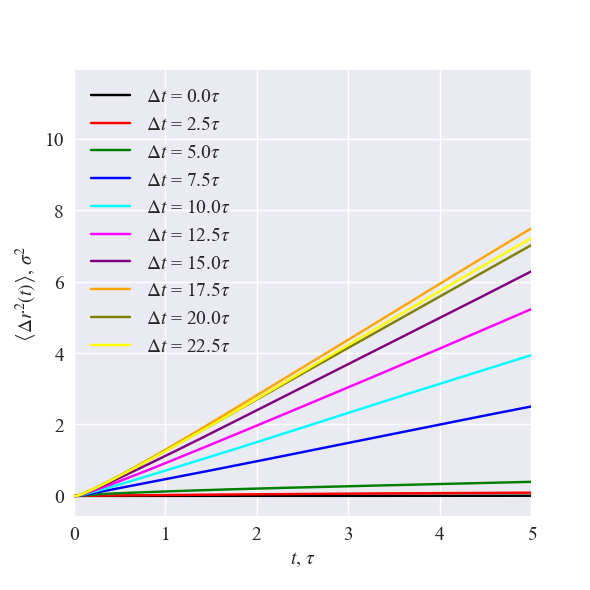 Δt = 0.0τ
Δt = 2.5τ
Δt = 5.0τ
Δt = 7.5τ
Δt = 10.0τ
Δt = 12.5τ
Δt = 15.0τ
Δt = 17.5τ
Δt = 20.0τ
Δt = 22.5τ
10
8
6
4
2
0
⟨Δr²(t)⟩, σ²
0 1 2 3 4 5
t, τ